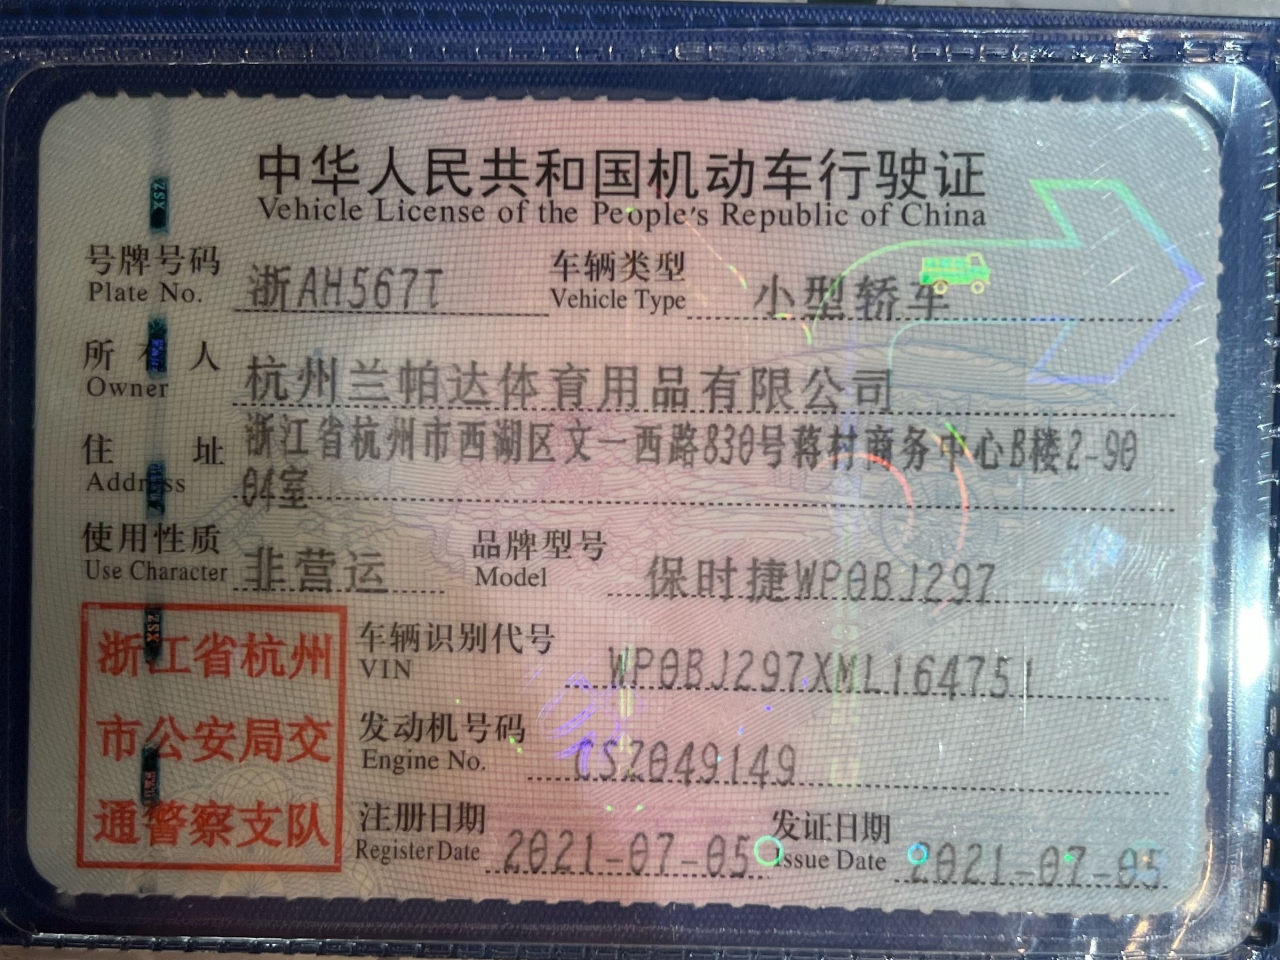 中华人民共和国机动车行驶证
Vehicle License of the People's Republic of China
号牌号码 浙AH567T 车辆类型 小型轿车
Plate No. Vehicle Type
所有人 杭州兰帕达体育用品有限公司
Owner
住址 浙江省杭州市西湖区文一西路830号蒋村商务中心B楼2-90
Address 04室
使用性质 非营运 品牌型号 保时捷WP0BJ297
Use Character Model
浙江省杭州
市公安局交
通警察支队
车辆识别代号 WP0BJ297XML164751
VIN
发动机号码 CSZ049149
Engine No.
注册日期 2021-07-05 发证日期 2021-07-05
Register Date Issue Date